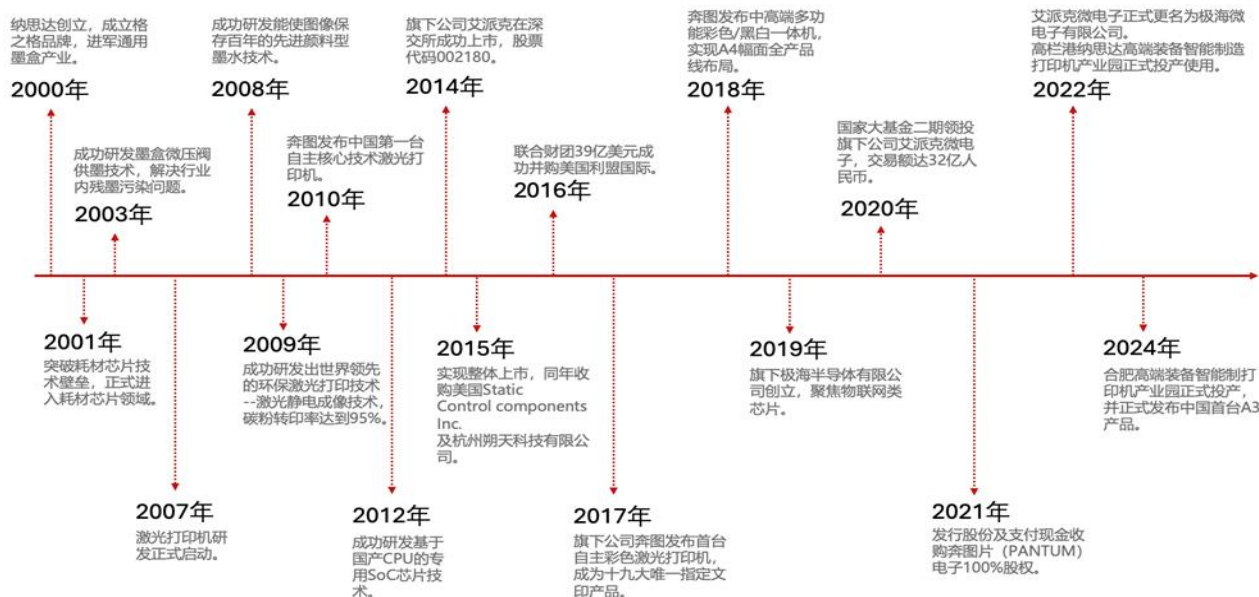 纳思达创立，成立格
之格品牌，进军通用
墨盒产业。
2000年
突破耗材芯片技
术壁垒，正式进
入耗材芯片领域。
2001年
成功研发墨盒微压阀
供墨技术，解决行业
内残墨污染问题。
2003年
2007年
激光打印机研
发正式启动。
成功研发能使图像保
存百年的先进颜料型
墨水技术。
2008年
2009年
成功研发出世界领先
的环保激光打印技术
--激光静电成像技术，
碳粉转印率达到95%。
奔图发布中国第一台
自主核心技术激光打
印机。
2010年
2012年
成功研发基于
国产CPU的专
用SoC芯片技
术。
旗下公司艾派克在深
交所成功上市，股票
代码002180。
2014年
2015年
实现整体上市，同年收
购美国Static
Control components
Inc.
及杭州朔天科技有限公
司。
联合财团39亿美元成
功并购美国利盟国际。
2016年
2017年
旗下公司奔图发布首台
自主彩色激光打印机，
成为十九大唯一指定文
印产品。
奔图发布中高端多功
能彩色/黑白一体机，
实现A4幅面全产品
线布局。
2018年
2019年
旗下极海半导体有限公
司创立，聚焦物联网类
芯片。
国家大基金二期领投
旗下公司艾派克微电
子，交易额达32亿人
民币。
2020年
2021年
发行股份及支付现金收
购奔图片（PANTUM）
电子100%股权。
艾派克微电子正式更名为极海微
电子有限公司。
高栏港纳思达高端装备智能制造
打印机产业园正式投产使用。
2022年
2024年
合肥高端装备智能制打
印机产业园正式投产，
并正式发布中国首台A3
产品。